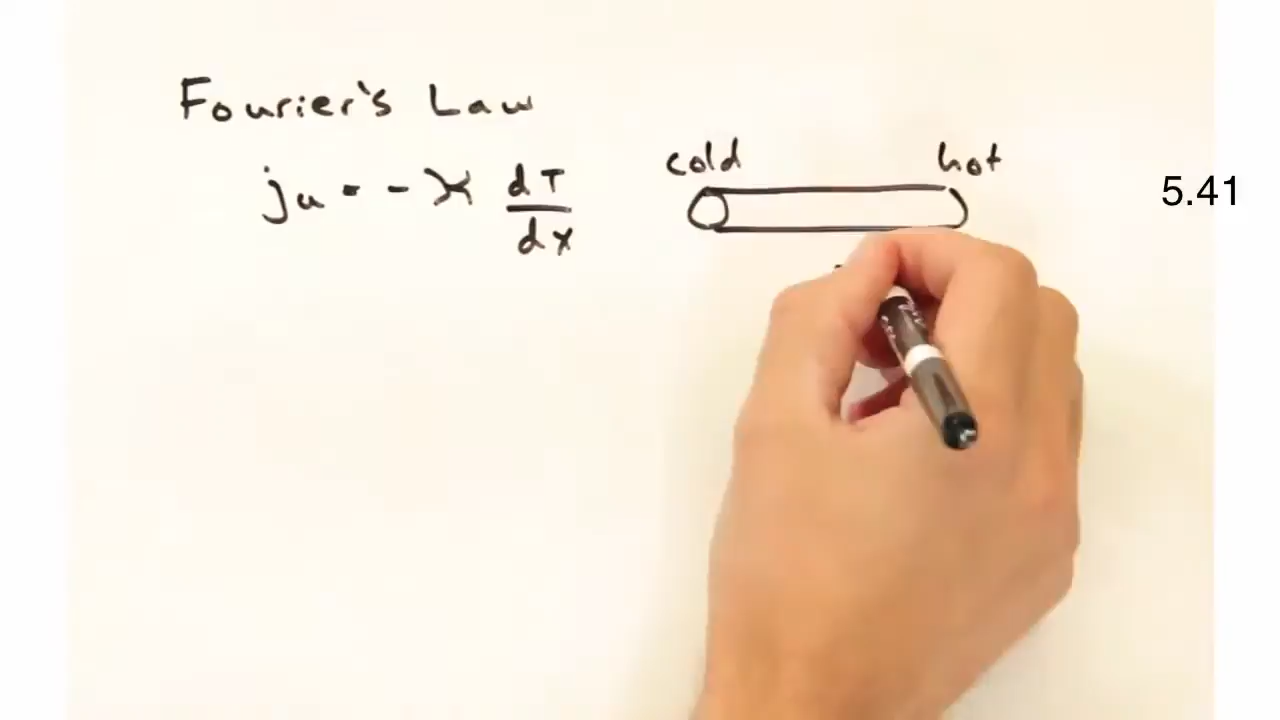 Fourier's Law
cold hot
ju = - K dT/dx
5.41